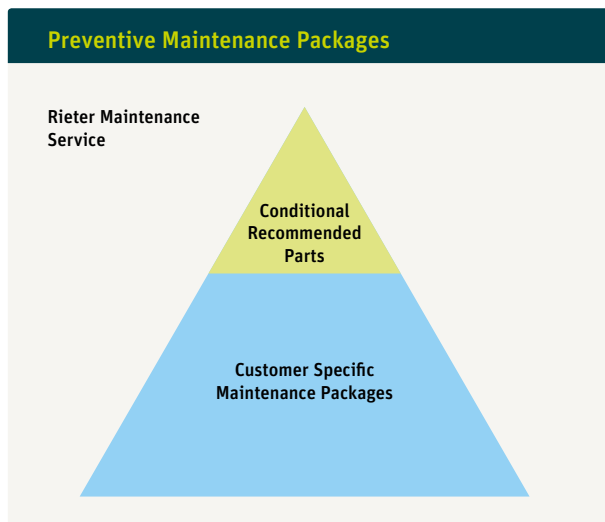 Preventive Maintenance Packages
Rieter Maintenance
Service
Conditional
Recommended
Parts
Customer Specific
Maintenance Packages